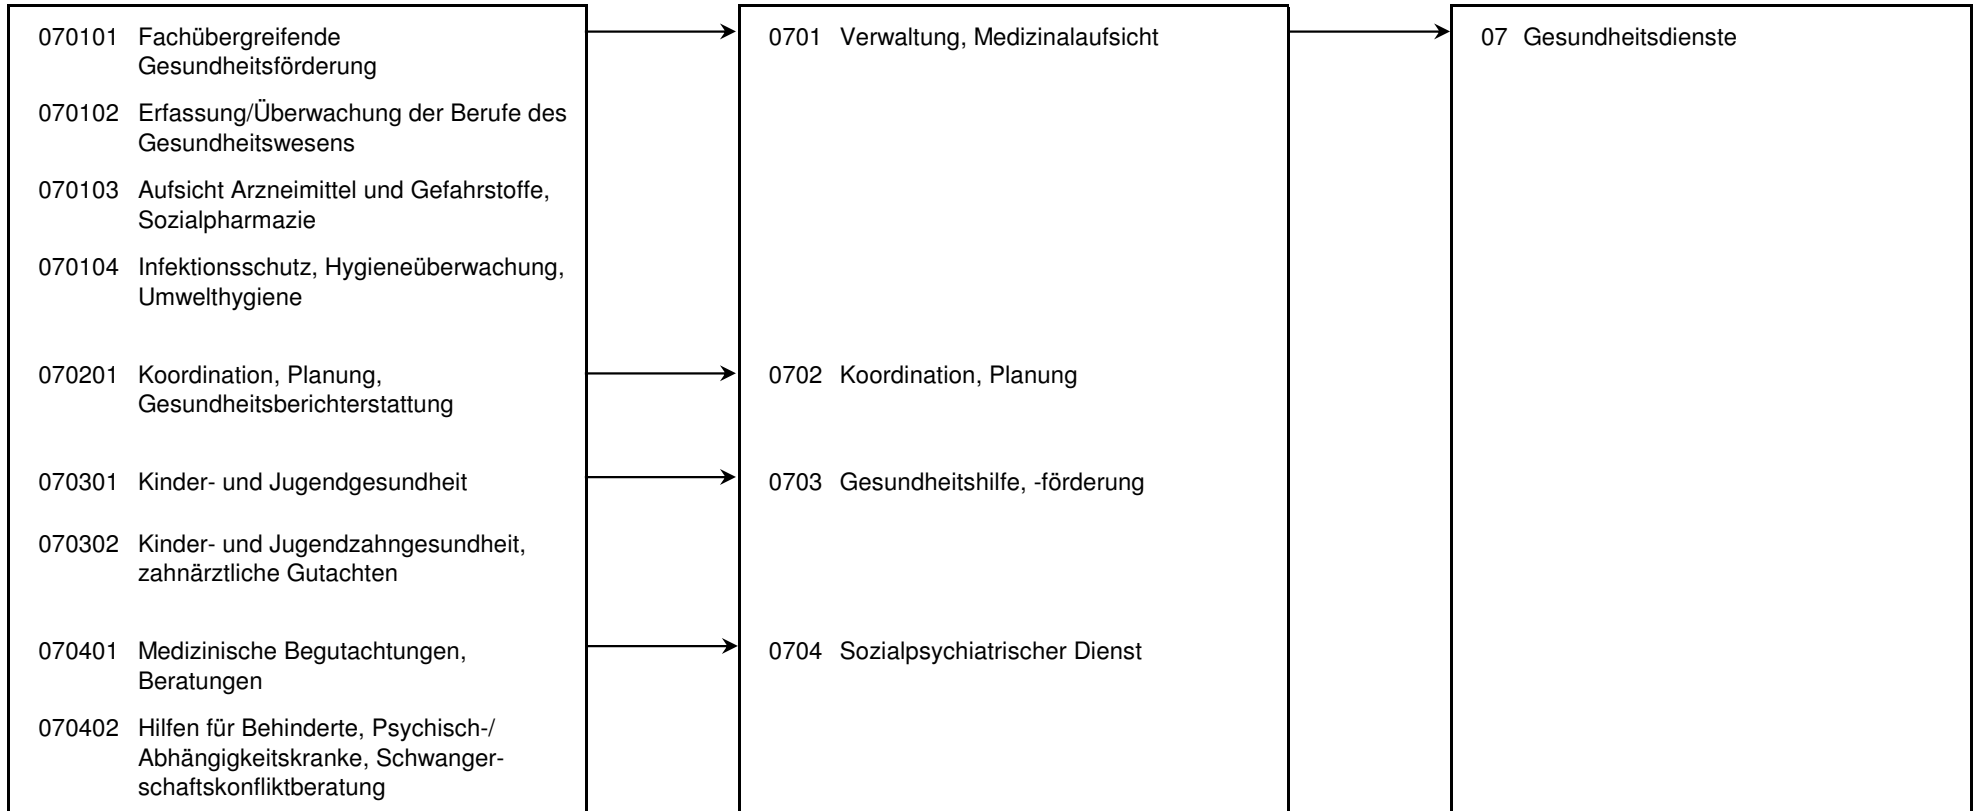 070101 Fachübergreifende
Gesundheitsförderung
070102 Erfassung/Überwachung der Berufe des
Gesundheitswesens
070103 Aufsicht Arzneimittel und Gefahrstoffe,
Sozialpharmazie
070104 Infektionsschutz, Hygieneüberwachung,
Umwelthygiene
070201 Koordination, Planung,
Gesundheitsberichterstattung
070301 Kinder- und Jugendgesundheit
070302 Kinder- und Jugendzahngesundheit,
zahnärztliche Gutachten
070401 Medizinische Begutachtungen,
Beratungen
070402 Hilfen für Behinderte, Psychisch-/
Abhängigkeitskranke, Schwanger-
schaftskonfliktberatung
0701 Verwaltung, Medizinalaufsicht
0702 Koordination, Planung
0703 Gesundheitshilfe, -förderung
0704 Sozialpsychiatrischer Dienst
07 Gesundheitsdienste